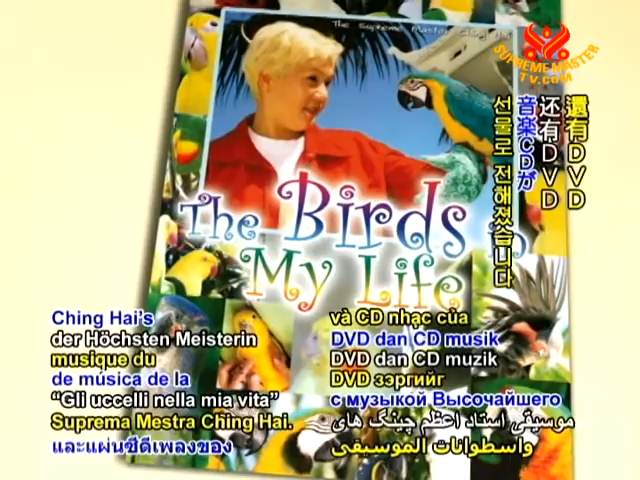 The Supreme Master Ching Hai
SUPREME MASTER
TV.COM
The Birds in
My Life
還有DVD
还有DVD
音楽CDが
선물로 전해졌습니다
Ching Hai's
der Höchsten Meisterin
musique du
de música de la
“Gli uccelli nella mia vita”
Suprema Mestra Ching Hai.
และแผ่นซีดีเพลงของ
và CD nhạc của
DVD dan CD musik
DVD dan CD muzik
DVD зэргийг
с музыкой Высочайшего
موسیقی استاد اعظم چینگ های
واسطوانات الموسيقى